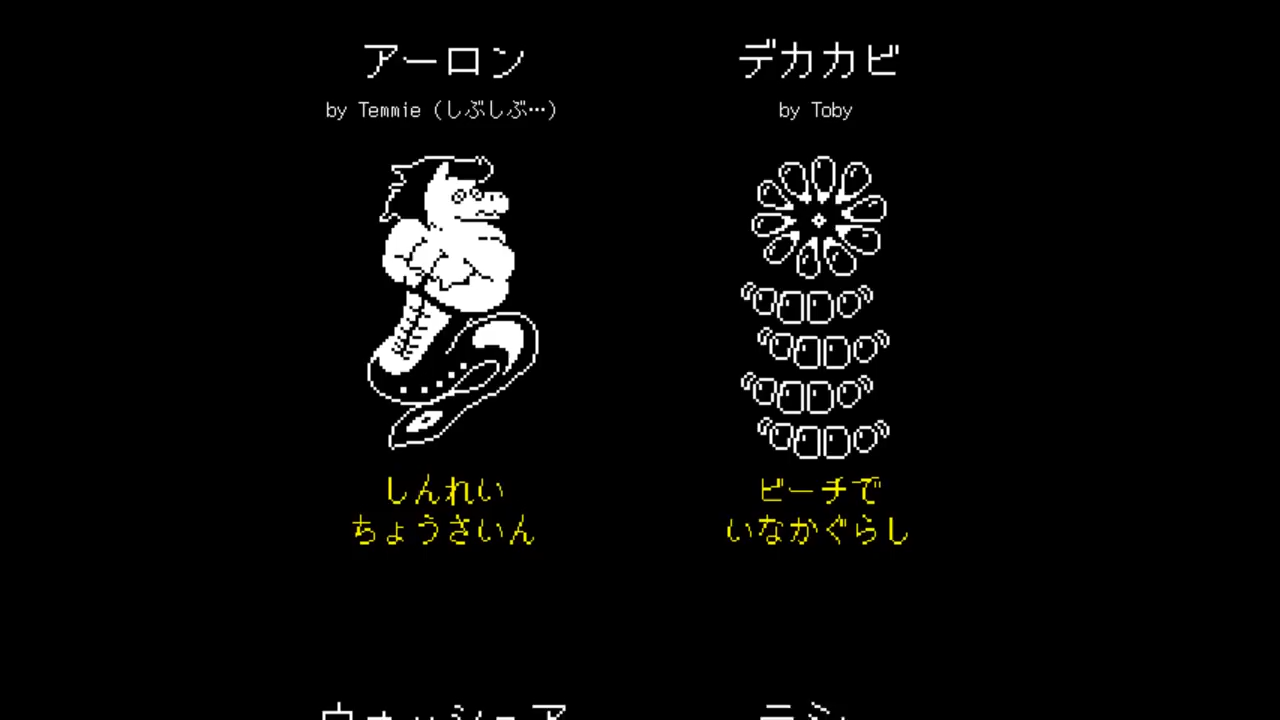 アーロン
by Temmie (しぶしぶ…)
しんれい
ちょうさいん
デカカビ
by Toby
ビーチで
いなかぐらし